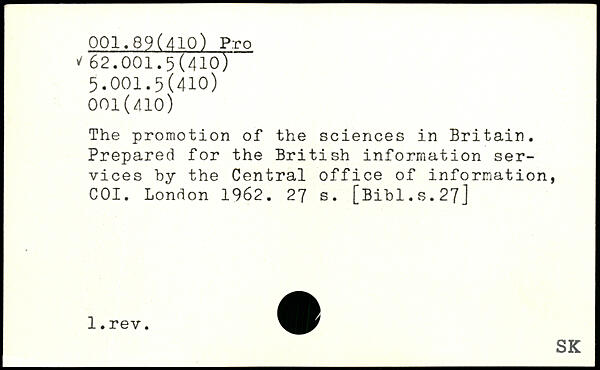 001.89(410) Pro
√ 62.001.5(410)
5.001.5(410)
001(410)
The promotion of the sciences in Britain.
Prepared for the British information ser-
vices by the Central office of information,
COI. London 1962. 27 s. [Bibl.s.27]
1.rev.
SK